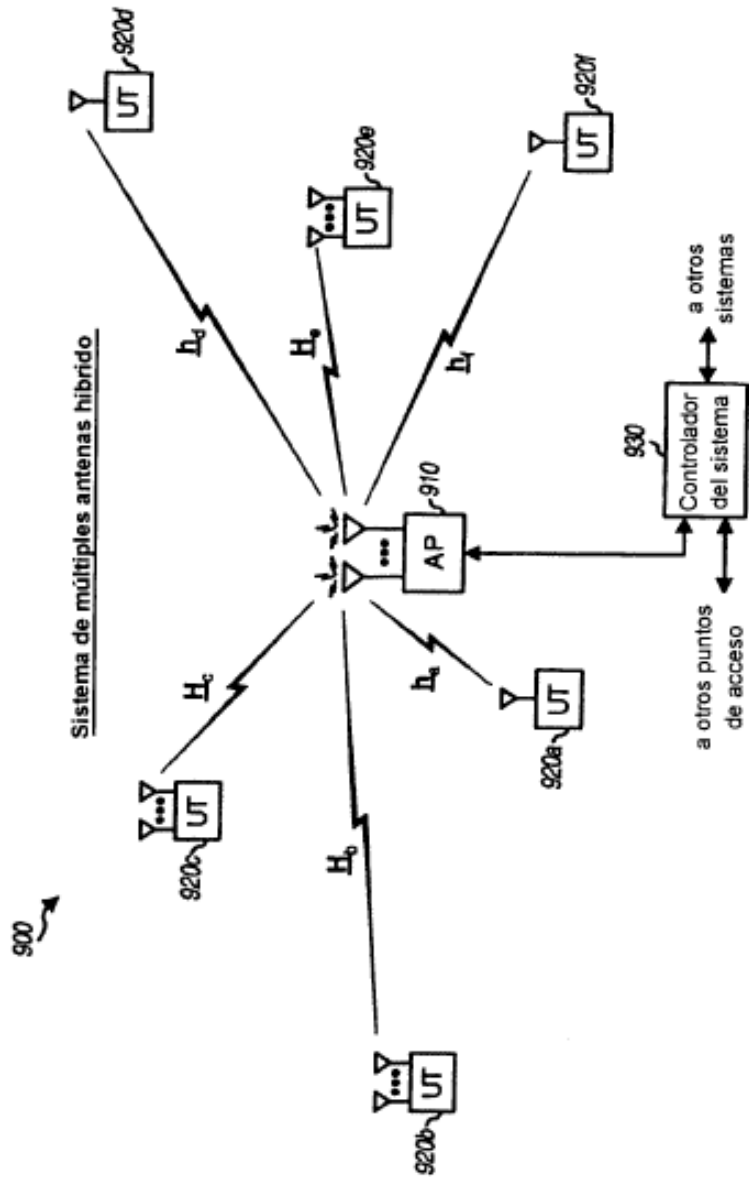 900
Sistema de múltiples antenas hibrido
UT
920d
UT
920c
H_c
h_d
UT
920e
H_e
UT
920b
H_b
AP
910
h_a
UT
920a
h_f
UT
920f
930
Controlador
del sistema
a otros puntos
de acceso
a otros
sistemas